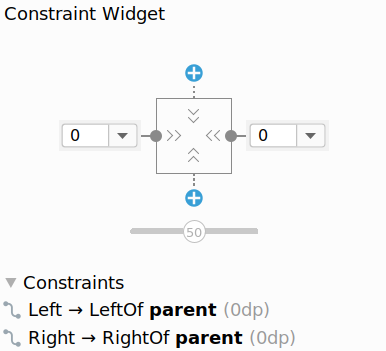 Constraint Widget
0
0
50
Constraints
Left → LeftOf parent (0dp)
Right → RightOf parent (0dp)